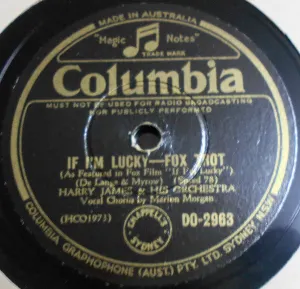 MADE IN AUSTRALIA
"Magic Notes"
TRADE MARK
Columbia
MUST NOT BE USED FOR RADIO BROADCASTING
NOR PUBLICLY PERFORMED
IF I'M LUCKY—FOX TROT
(As Featured in Fox Film "If I'm Lucky").
(De Lange & Myrow) (Speed 78)
HARRY JAMES & HIS ORCHESTRA
Vocal Chorus by Marion Morgan.
(HCO1973)
CHAPPELL'S
SYDNEY
DO-2963
COLUMBIA GRAPHOPHONE (AUST.) PTY. LTD. SYDNEY. N.S.W.